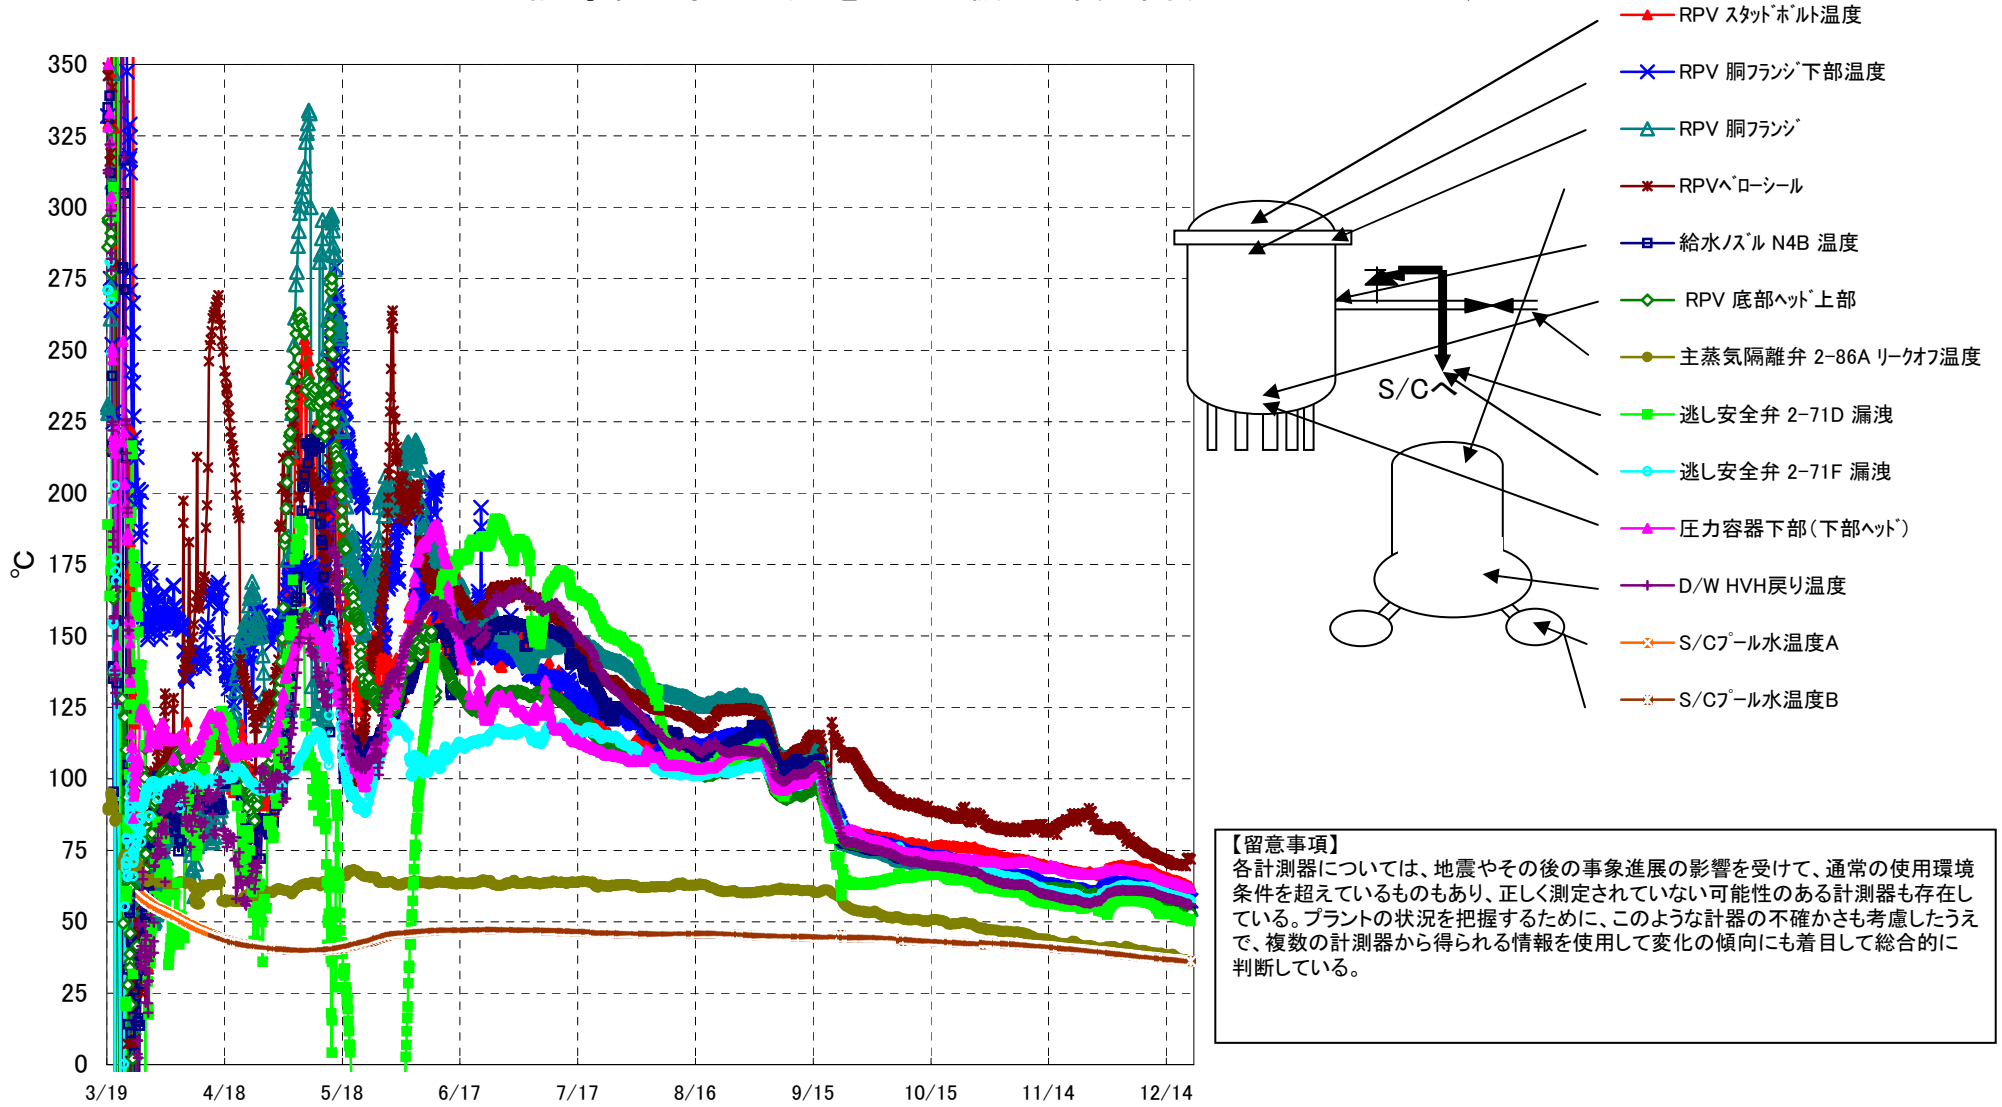 RPV スタッドボルト温度
RPV 胴フランジ下部温度
RPV 胴フランジ
RPVベローシール
給水ノズル N4B 温度
RPV 底部ヘッド上部
主蒸気隔離弁 2-86A リークオフ温度
逃し安全弁 2-71D 漏洩
逃し安全弁 2-71F 漏洩
圧力容器下部(下部ヘッド)
D/W HVH戻り温度
S/Cプール水温度A
S/Cプール水温度B
350
325
300
275
250
225
200
175
150
125
100
75
50
25
0
℃
3/19
4/18
5/18
6/17
7/17
8/16
9/15
10/15
11/14
12/14
S/Cへ
【留意事項】
各計測器については、地震やその後の事象進展の影響を受けて、通常の使用環境
条件を超えているものもあり、正しく測定されていない可能性のある計測器も存在し
ている。プラントの状況を把握するために、このような計器の不確かさも考慮したうえ
で、複数の計測器から得られる情報を使用して変化の傾向にも着目して総合的に
判断している。